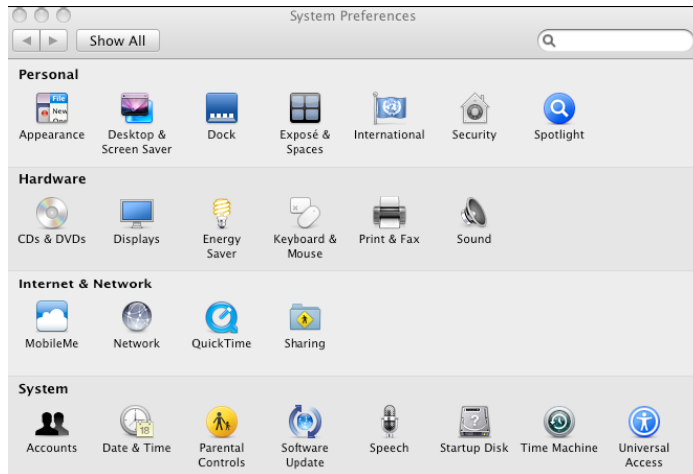 System Preferences
Show All
Personal
Appearance Desktop & Screen Saver Dock Exposé & Spaces International Security Spotlight
Hardware
CDs & DVDs Displays Energy Saver Keyboard & Mouse Print & Fax Sound
Internet & Network
MobileMe Network QuickTime Sharing
System
Accounts Date & Time Parental Controls Software Update Speech Startup Disk Time Machine Universal Access